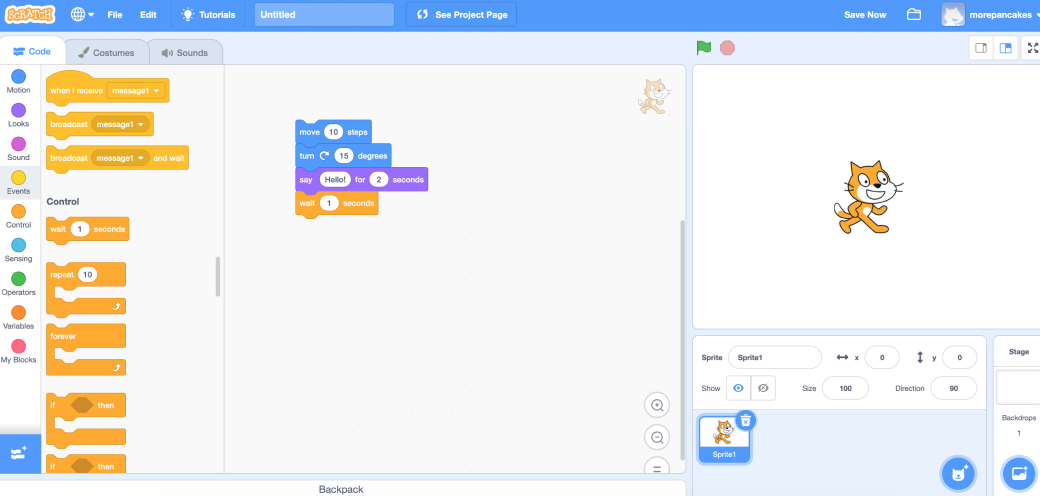 SCRATCH File Edit Tutorials Untitled See Project Page Save Now morepancakes
Code Costumes Sounds
Motion
Looks
Sound
Events
Control
Sensing
Operators
Variables
My Blocks
when I receive message1
broadcast message1
broadcast message1 and wait
Control
wait 1 seconds
repeat 10
forever
if then
if then
move 10 steps
turn 15 degrees
say Hello! for 2 seconds
wait 1 seconds
Backpack
Sprite Sprite1 x 0 y 0
Show Size 100 Direction 90
Sprite1
Stage
Backdrops
1